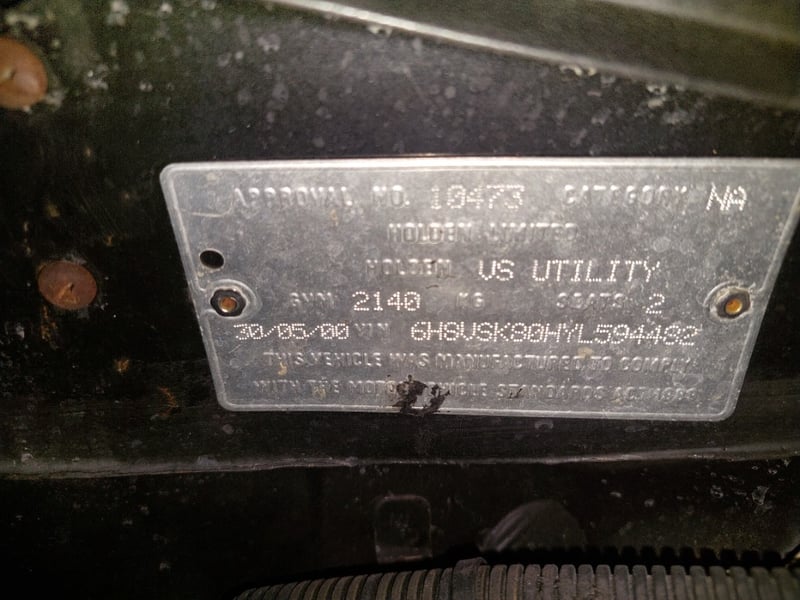 APPROVAL NO. 10473 CATEGORY NA
HOLDEN LIMITED
HOLDEN VS UTILITY
GVM 2140 KG SEATS 2
30/05/00 VIN 6H8VSK80HYL594482
THIS VEHICLE WAS MANUFACTURED TO COMPLY
WITH THE MOTOR VEHICLE STANDARDS ACT 1989